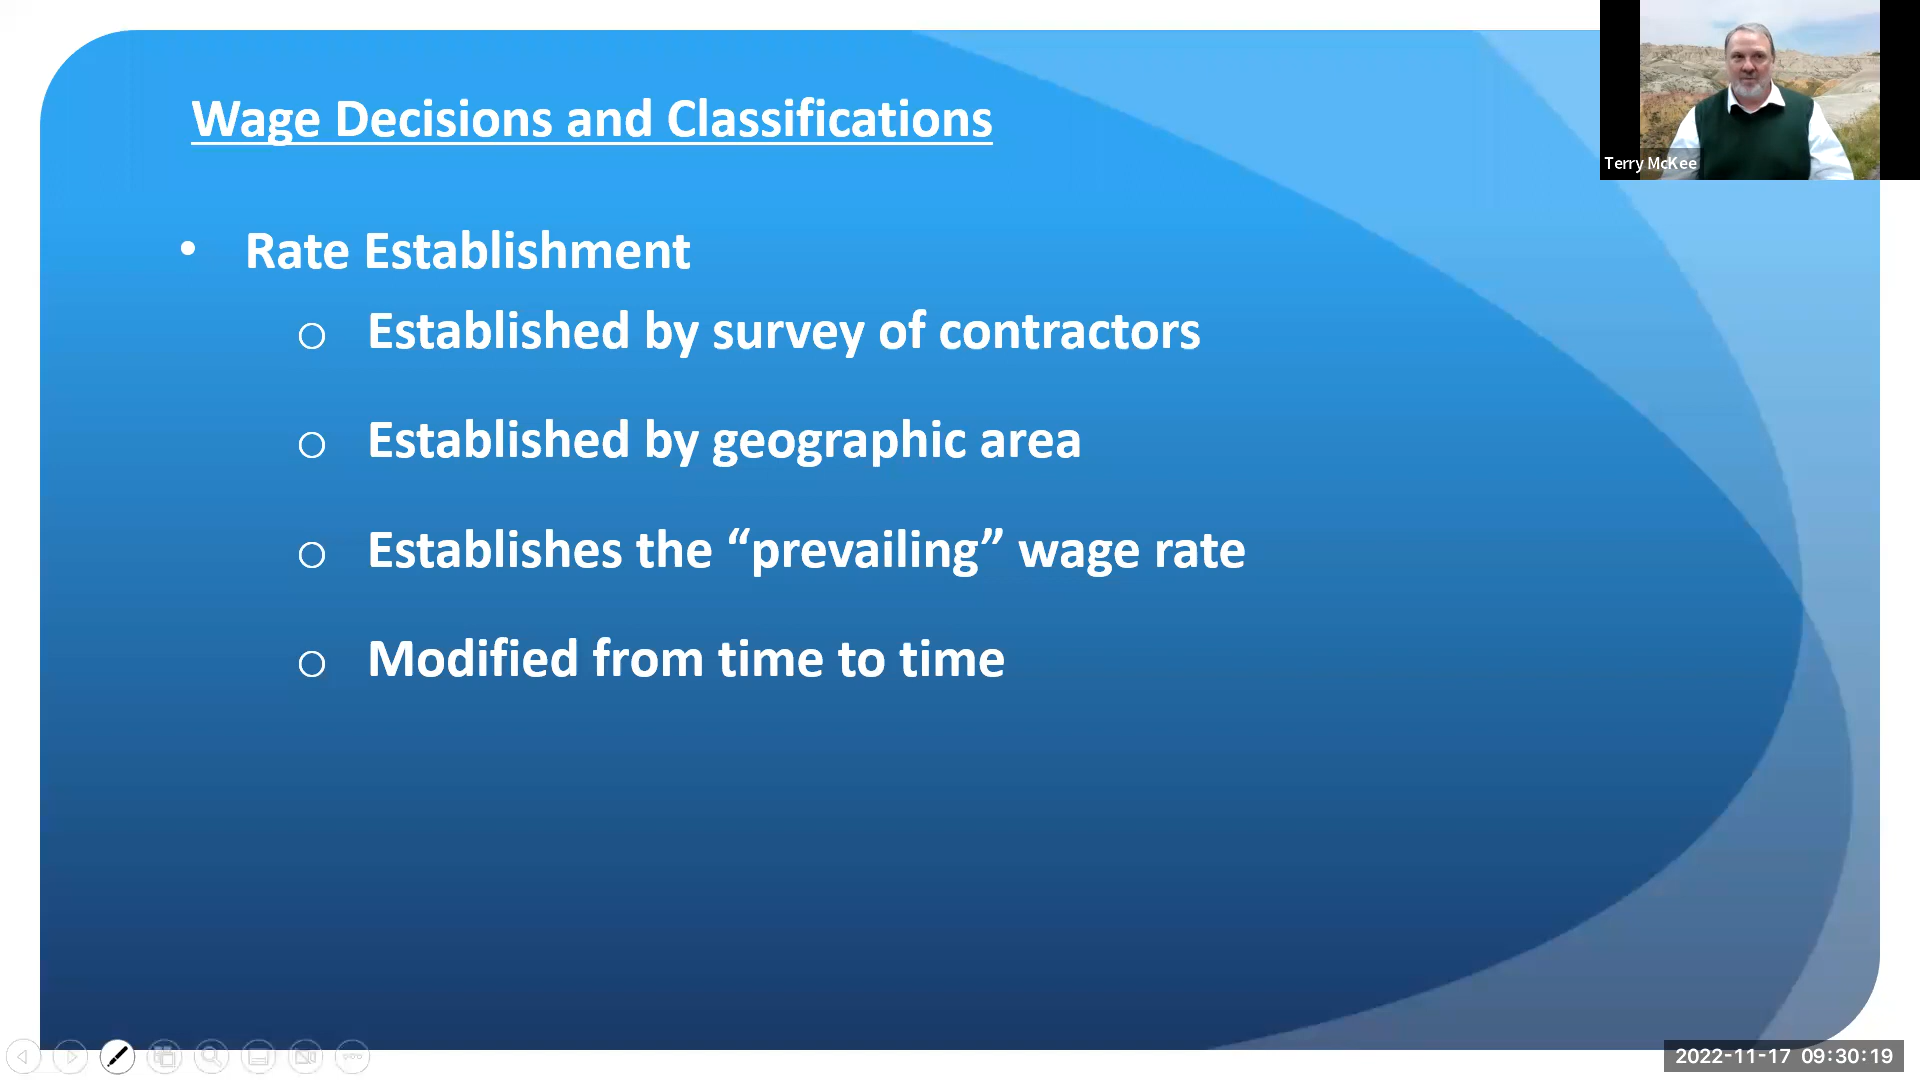 Wage Decisions and Classifications
• Rate Establishment
o Established by survey of contractors
o Established by geographic area
o Establishes the “prevailing” wage rate
o Modified from time to time
Terry McKee
2022-11-17 09:30:19